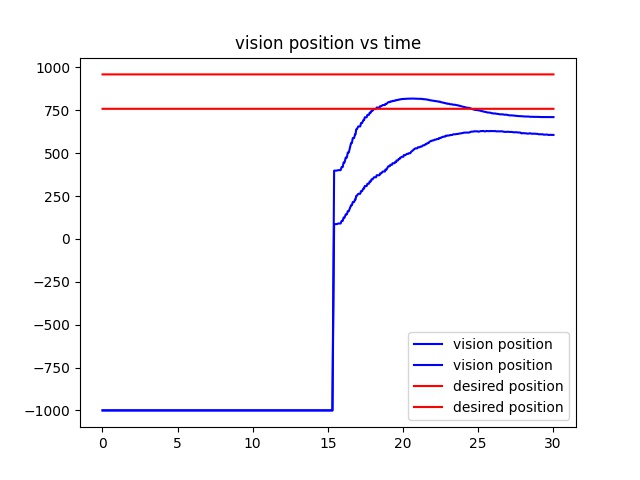 vision position vs time
1000
750
500
250
0
−250
−500
−750
−1000
0 5 10 15 20 25 30
vision position
vision position
desired position
desired position